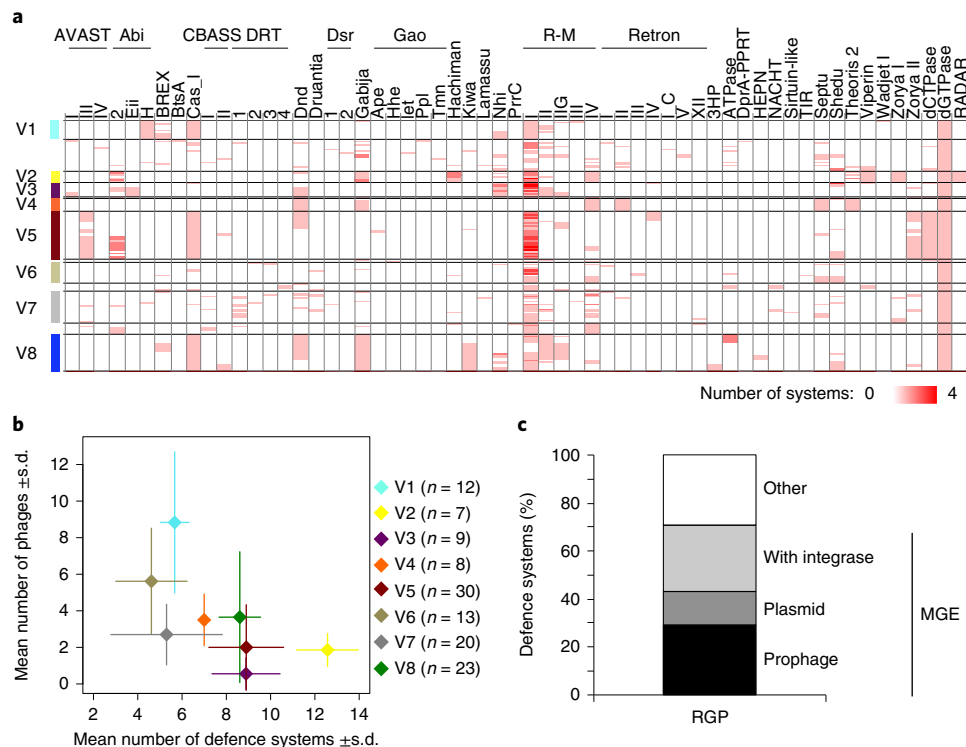 a
AVAST Abi CBASS DRT Dsr Gao R-M Retron
I III IV 2 Eii H BREX BtsA Cas_I II 1 2 3 4 Dnd Druantia 1 2 Gabija Ape Hhe Iet Ppl Tmn Hachiman Kiwa Lamassu Nhi PrrC I II IIG III IV I II III IV I_C V XII 3HP ATPase DprA-PPRT HEPN NACHT Sirtuin-like TIR Septu Shedu Theoris 2 Viperin Wadjet I Zorya I Zorya II dCTPase dGTPase RADAR
V1
V2
V3
V4
V5
V6
V7
V8
Number of systems: 0 4
b
Mean number of phages ±s.d.
12
10
8
6
4
2
0
2 4 6 8 10 12 14
Mean number of defence systems ±s.d.
V1 (n = 12)
V2 (n = 7)
V3 (n = 9)
V4 (n = 8)
V5 (n = 30)
V6 (n = 13)
V7 (n = 20)
V8 (n = 23)
c
Defence systems (%)
100
80
60
40
20
0
Other
With integrase
Plasmid
Prophage
MGE
RGP